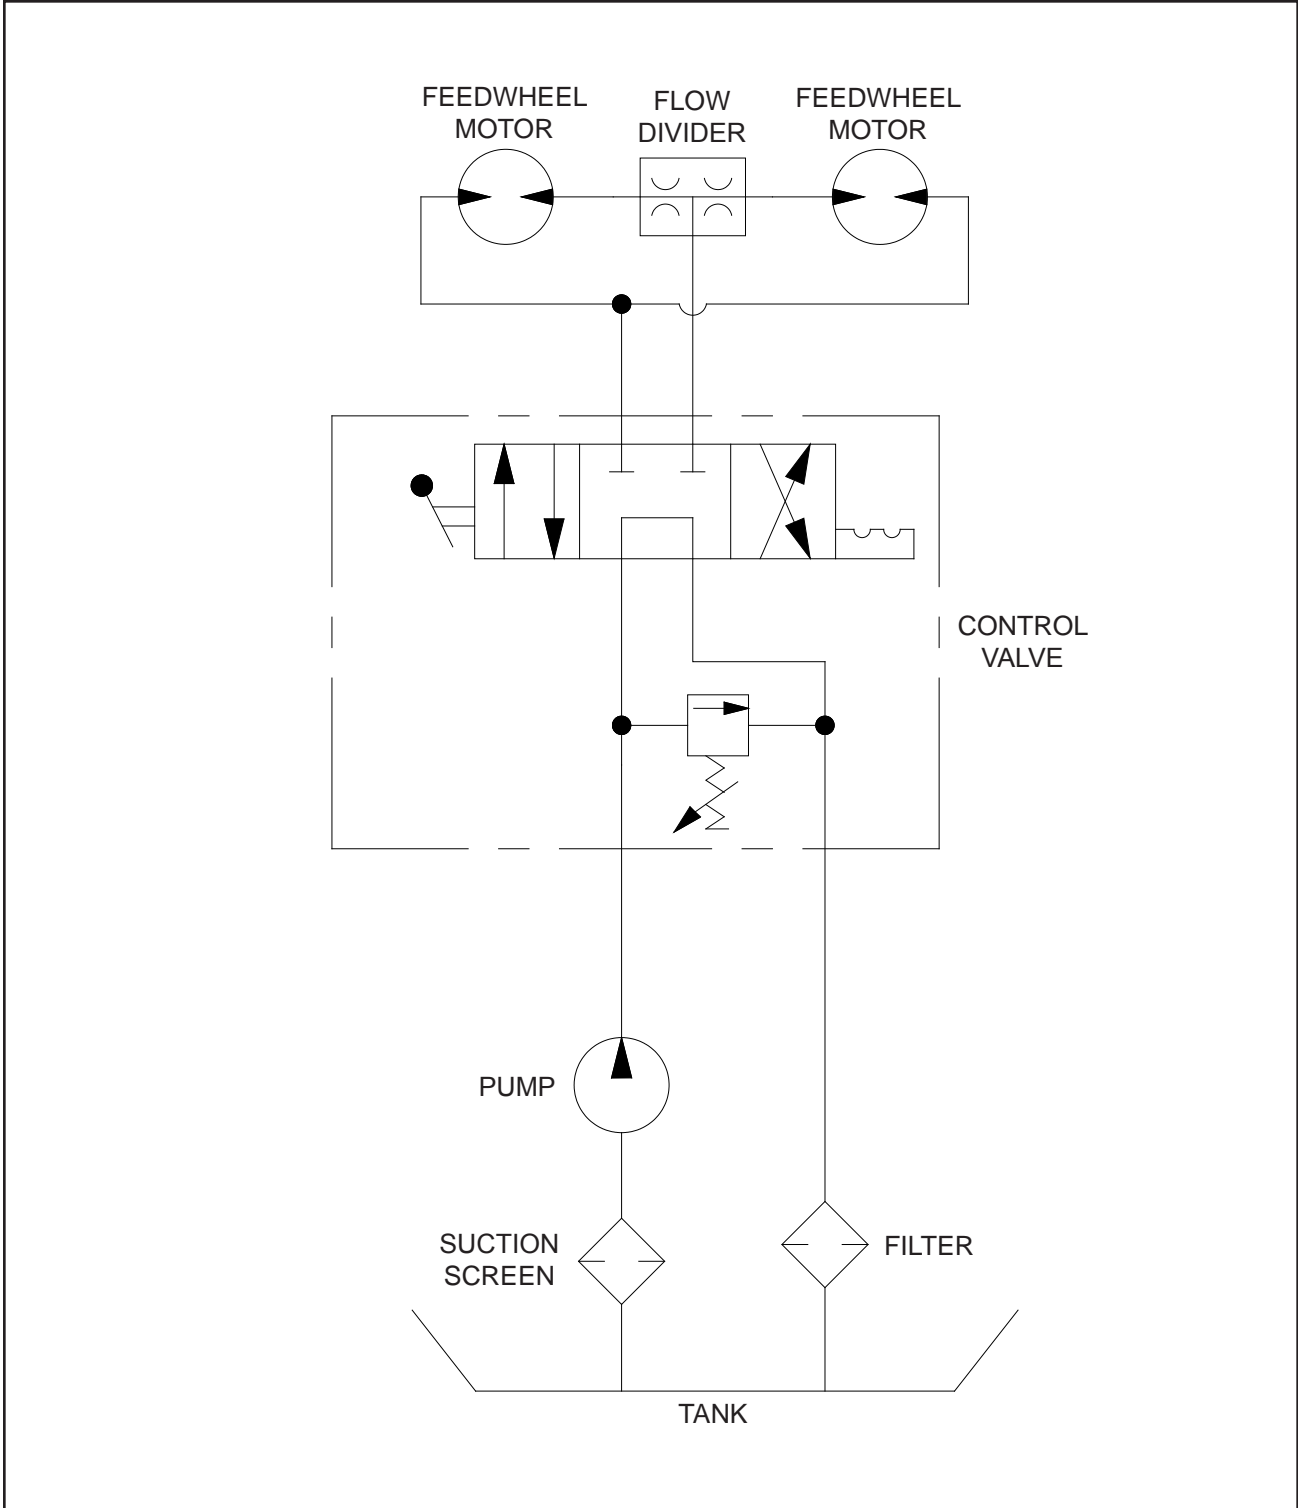 FEEDWHEEL
MOTOR
FLOW
DIVIDER
FEEDWHEEL
MOTOR
CONTROL
VALVE
PUMP
SUCTION
SCREEN
FILTER
TANK